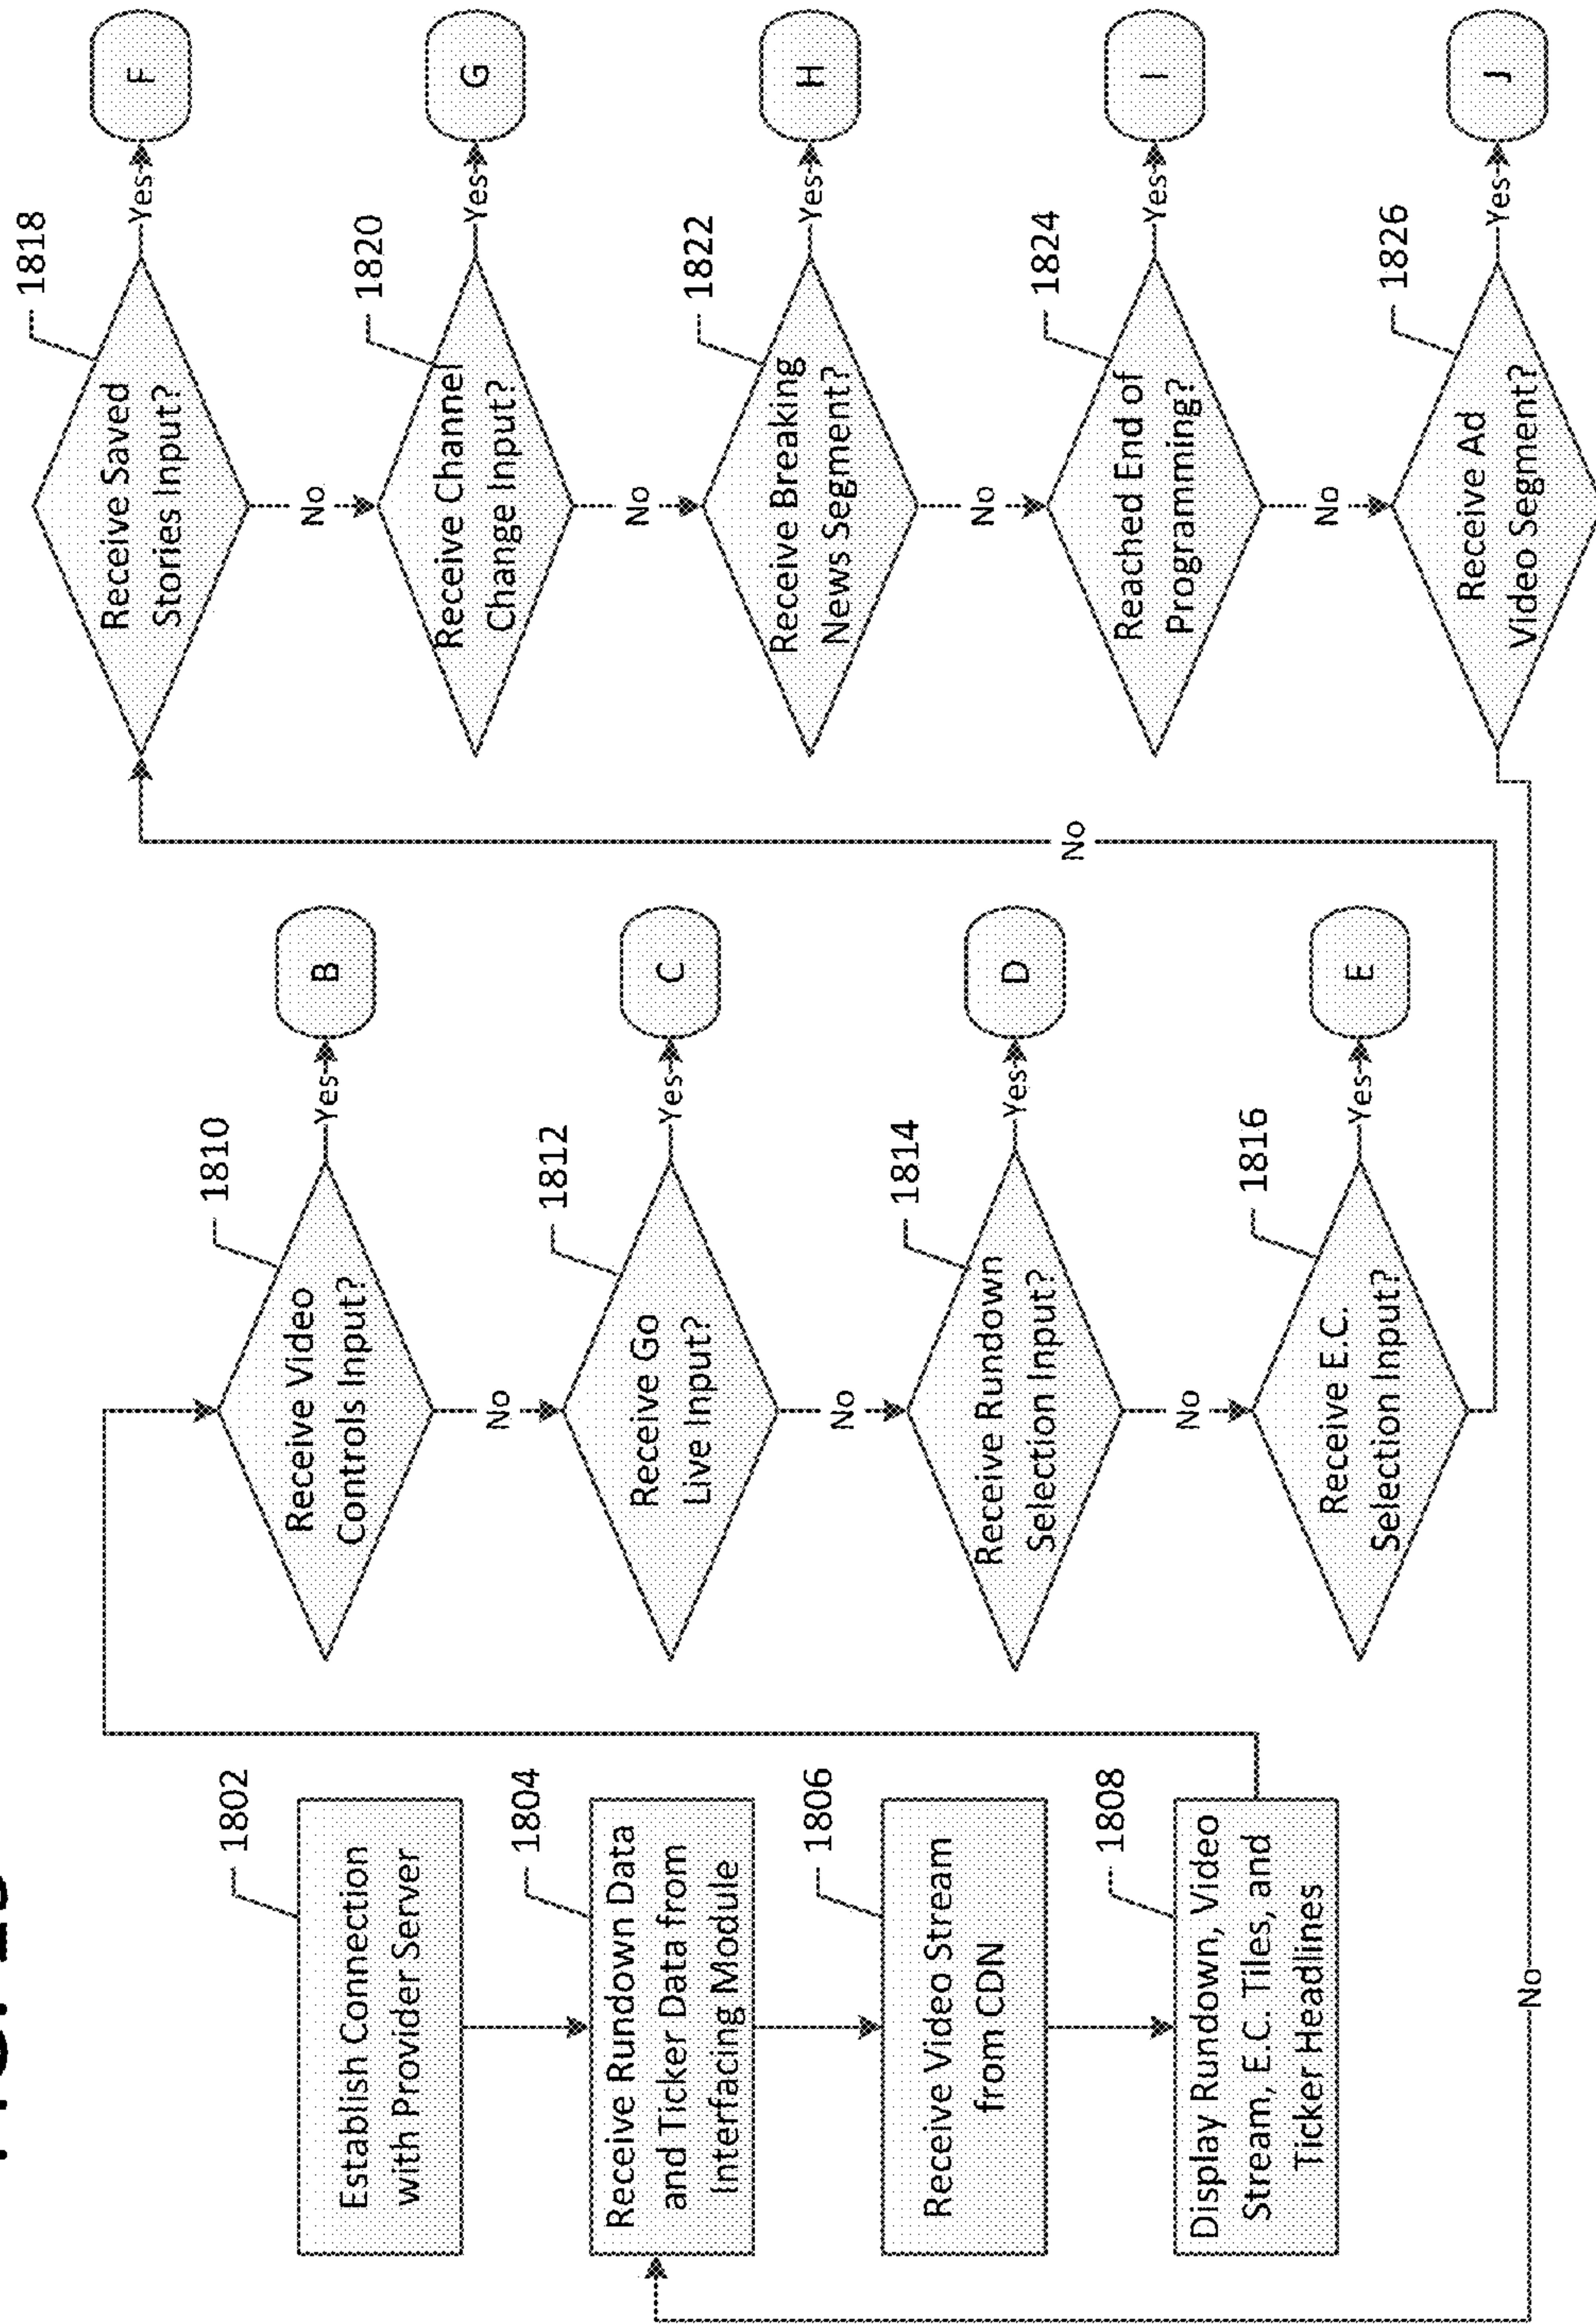 1802
Establish Connection
with Provider Server
1804
Receive Rundown Data
and Ticker Data from
Interfacing Module
1806
Receive Video Stream
from CDN
1808
Display Rundown, Video
Stream, E.C. Tiles, and
Ticker Headlines
1810
Receive Video
Controls Input?
Yes
B
No
1812
Receive Go
Live Input?
Yes
C
No
1814
Receive Rundown
Selection Input?
Yes
D
No
1816
Receive E.C.
Selection Input?
Yes
E
No
1818
Receive Saved
Stories Input?
Yes
F
No
1820
Receive Channel
Change Input?
Yes
G
No
1822
Receive Breaking
News Segment?
Yes
H
No
1824
Reached End of
Programming?
Yes
I
No
1826
Receive Ad
Video Segment?
Yes
J
No